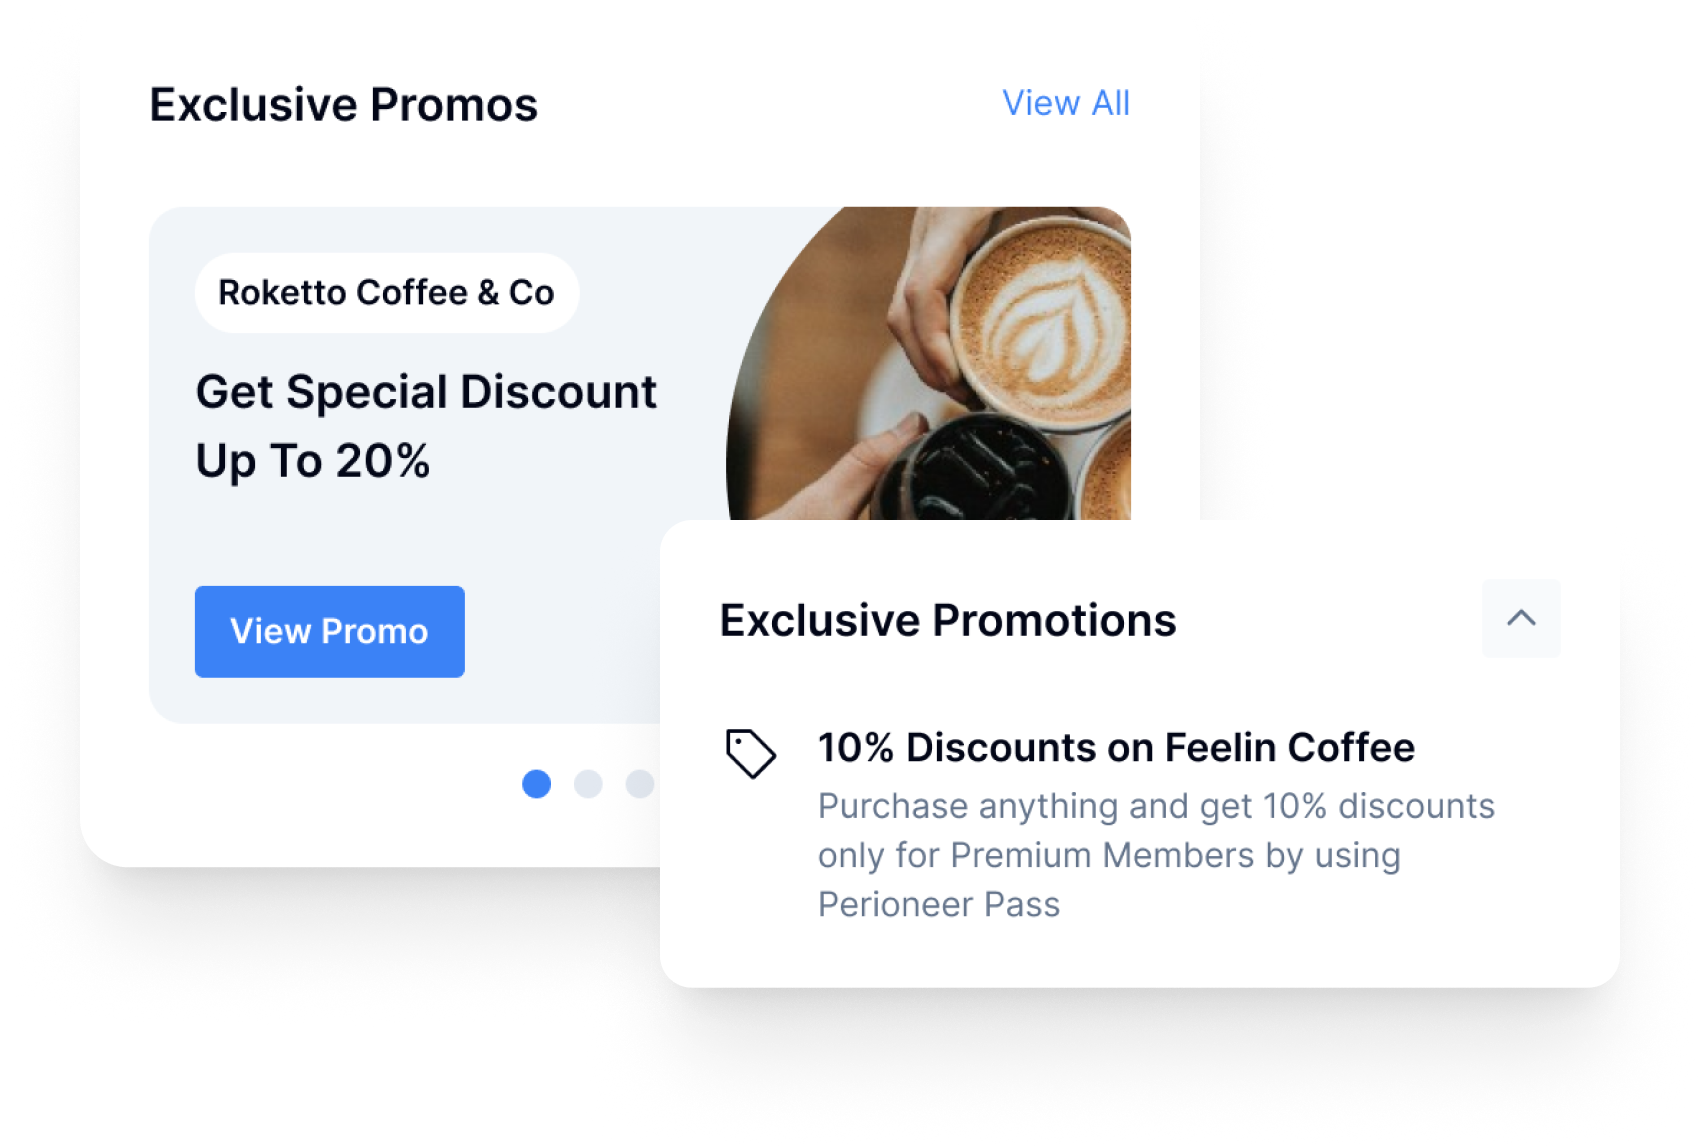 Exclusive Promos
View All
Roketto Coffee & Co
Get Special Discount
Up To 20%
View Promo
Exclusive Promotions
10% Discounts on Feelin Coffee
Purchase anything and get 10% discounts
only for Premium Members by using
Perioneer Pass